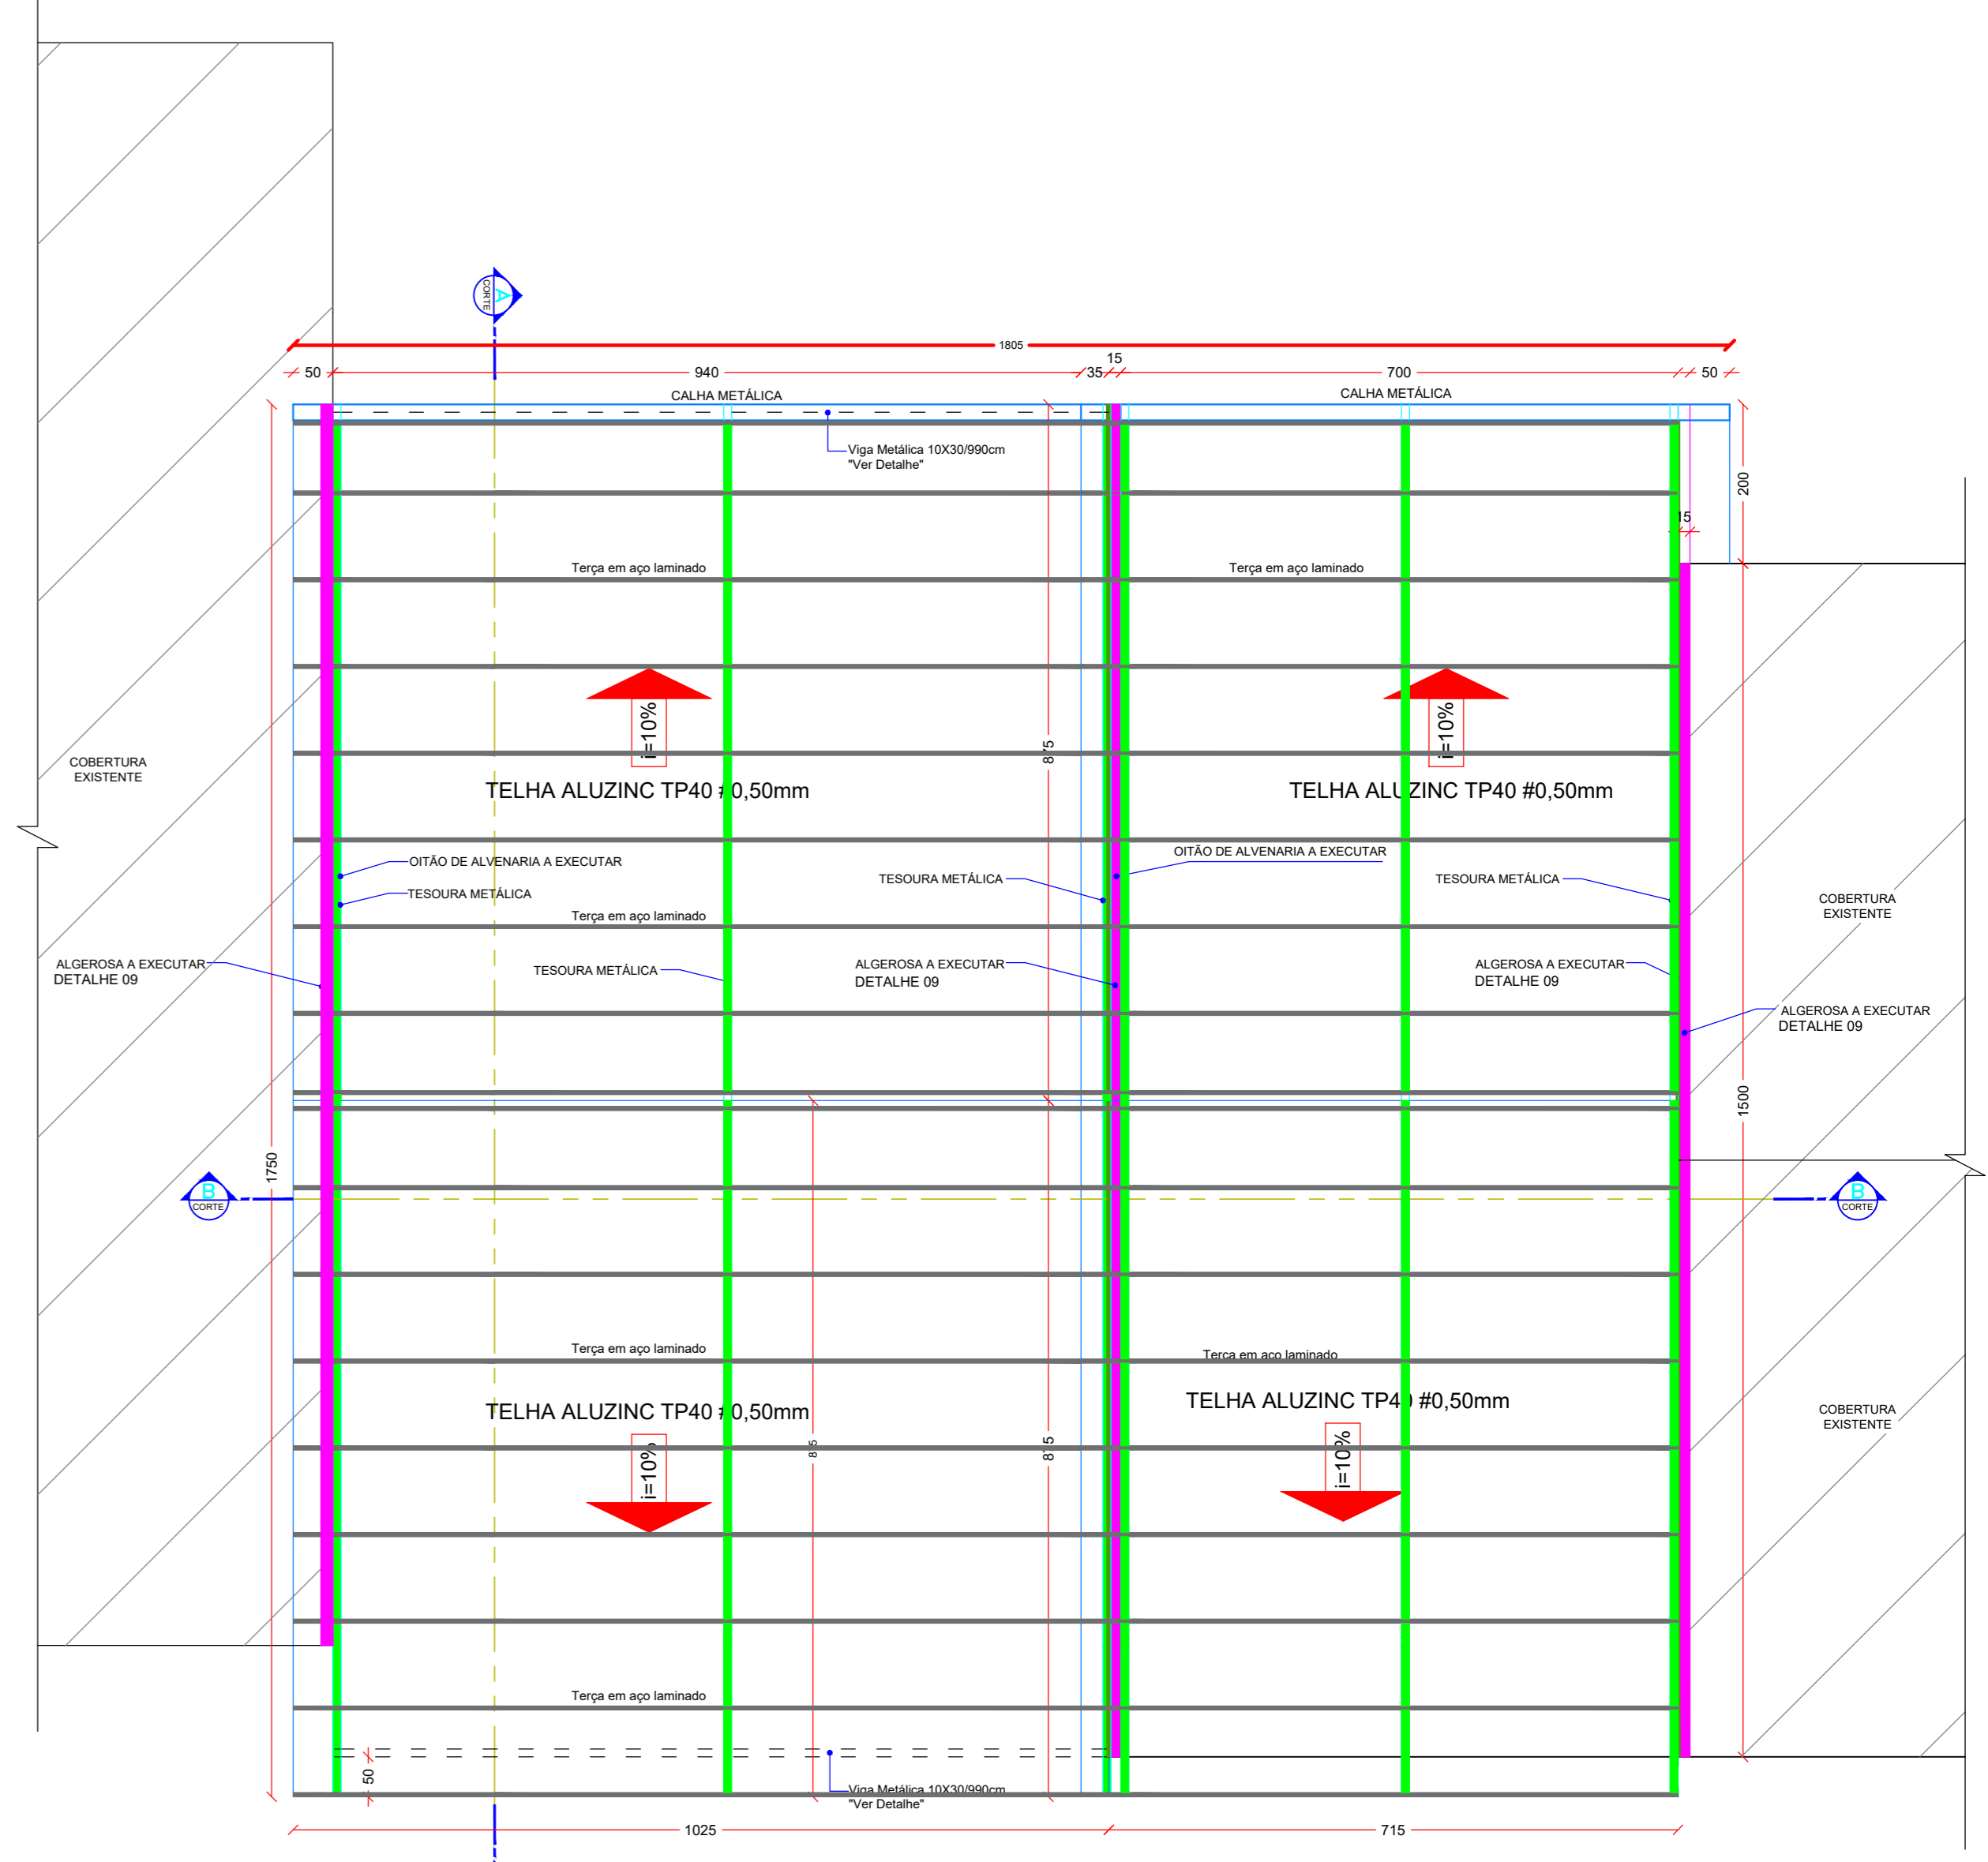 A
CORTE
1805
15
50
940
35
700
50
CALHA METÁLICA
CALHA METÁLICA
Viga Metálica 10X30/990cm
"Ver Detalhe"
200
15
Terça em aço laminado
Terça em aço laminado
i=10%
i=10%
875
COBERTURA
EXISTENTE
TELHA ALUZINC TP40 #0,50mm
TELHA ALUZINC TP40 #0,50mm
OITÃO DE ALVENARIA A EXECUTAR
OITÃO DE ALVENARIA A EXECUTAR
TESOURA METÁLICA
TESOURA METÁLICA
TESOURA METÁLICA
COBERTURA
EXISTENTE
Terça em aço laminado
ALGEROSA A EXECUTAR
DETALHE 09
TESOURA METÁLICA
ALGEROSA A EXECUTAR
DETALHE 09
ALGEROSA A EXECUTAR
DETALHE 09
ALGEROSA A EXECUTAR
DETALHE 09
1500
1750
B
CORTE
B
CORTE
Terça em aço laminado
Terça em aço laminado
TELHA ALUZINC TP40 #0,50mm
TELHA ALUZINC TP40 #0,50mm
COBERTURA
EXISTENTE
i=10%
875
875
i=10%
Terça em aço laminado
50
Viga Metálica 10X30/990cm
"Ver Detalhe"
1025
715